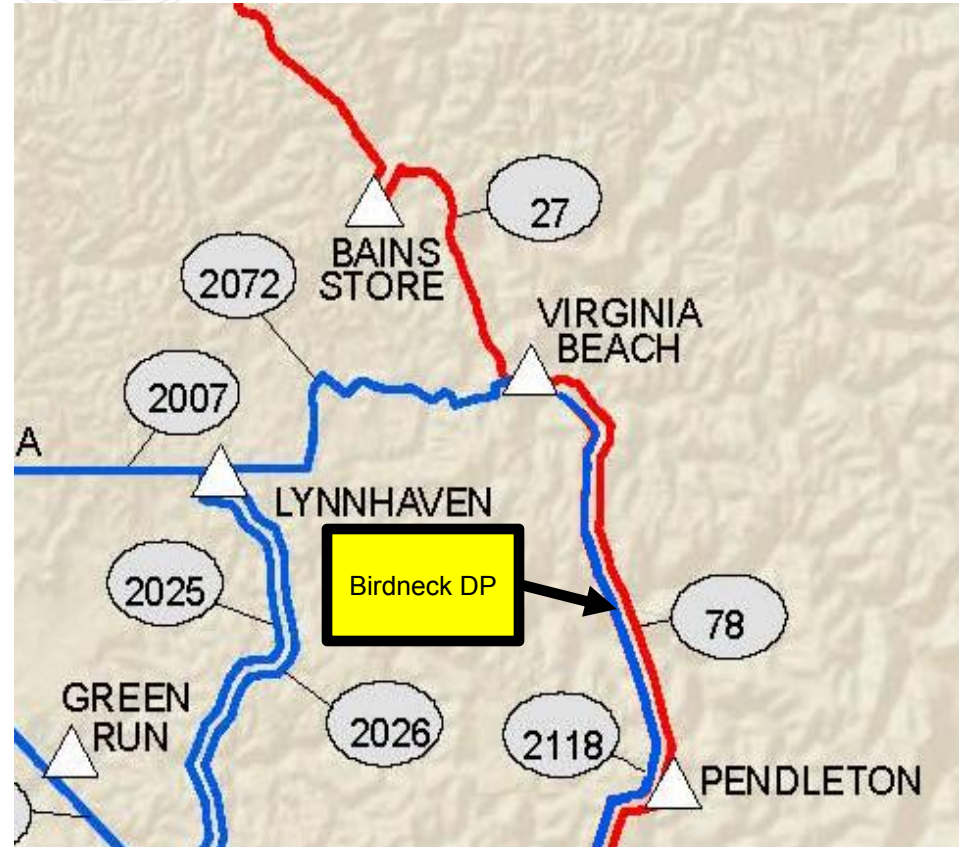 27
BAINS
STORE
2072
VIRGINIA
BEACH
2007
A
LYNNHAVEN
Birdneck DP
2025
78
GREEN
RUN
2026
2118
PENDLETON